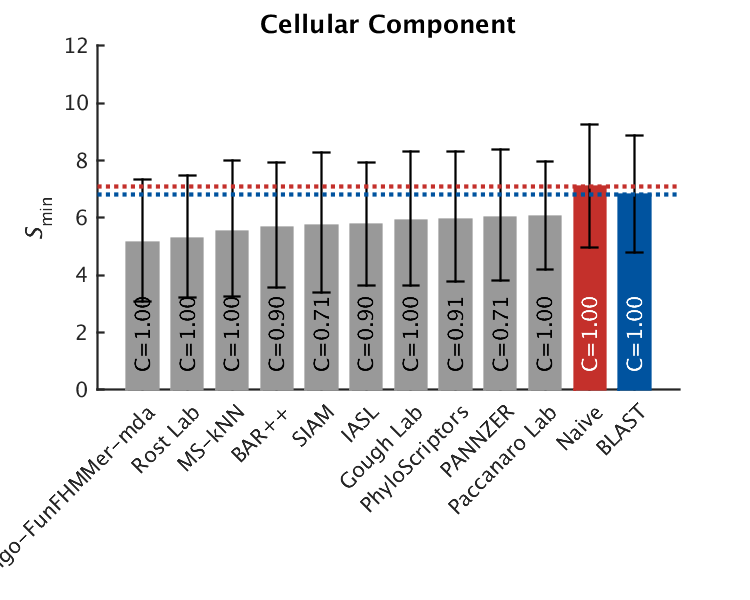 Cellular Component
12
10
8
6
4
2
0
Smin
C=1.00
C=1.00
C=1.00
C=0.90
C=0.71
C=0.90
C=1.00
C=0.91
C=0.71
C=1.00
C=1.00
C=1.00
go-FunFHMMer-mda
Rost Lab
MS-kNN
BAR++
SIAM
IASL
Gough Lab
PhyloScriptors
PANNZER
Paccanaro Lab
Naive
BLAST